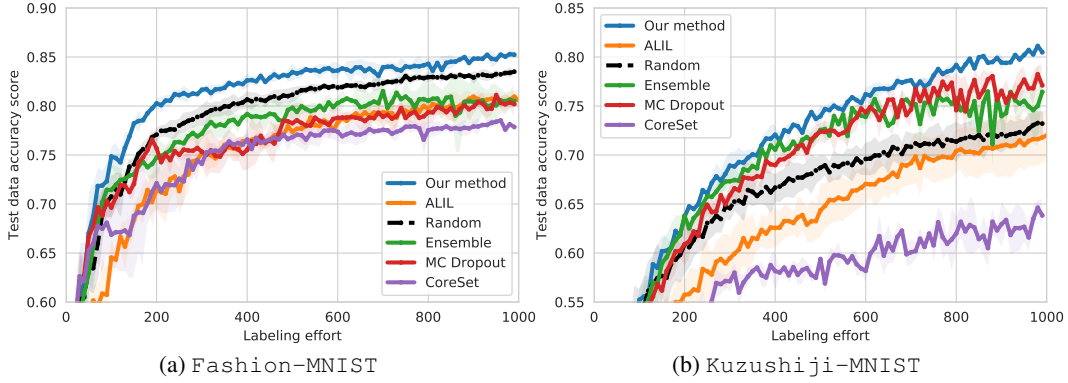 0.90
0.85
0.80
0.75
0.70
0.65
0.60
Test data accuracy score
0 200 400 600 800 1000
Labeling effort
Our method
ALIL
Random
Ensemble
MC Dropout
CoreSet
(a) Fashion-MNIST
0.85
0.80
0.75
0.70
0.65
0.60
0.55
Test data accuracy score
0 200 400 600 800 1000
Labeling effort
Our method
ALIL
Random
Ensemble
MC Dropout
CoreSet
(b) Kuzushiji-MNIST